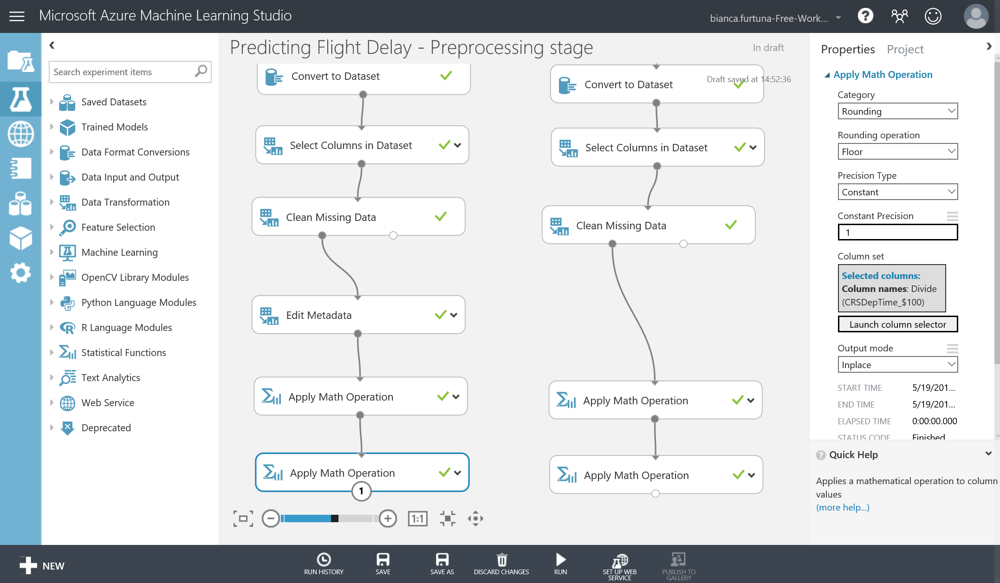 Microsoft Azure Machine Learning Studio
bianca.furtuna-Free-Work...
?
Search experiment items
Saved Datasets
Trained Models
Data Format Conversions
Data Input and Output
Data Transformation
Feature Selection
Machine Learning
OpenCV Library Modules
Python Language Modules
R Language Modules
Statistical Functions
Text Analytics
Web Service
Deprecated
Predicting Flight Delay - Preprocessing stage
In draft
Draft saved at 14:52:36
Convert to Dataset
Select Columns in Dataset
Clean Missing Data
Edit Metadata
Apply Math Operation
Apply Math Operation
1
Convert to Dataset
Select Columns in Dataset
Clean Missing Data
Apply Math Operation
Apply Math Operation
1:1
Properties
Project
Apply Math Operation
Category
Rounding
Rounding operation
Floor
Precision Type
Constant
Constant Precision
1
Column set
Selected columns:
Column names: Divide
(CRSDepTime_$100)
Launch column selector
Output mode
Inplace
START TIME 5/19/201...
END TIME 5/19/201...
ELAPSED TIME 0:00:00.000
STATUS CODE Finished
? Quick Help
Applies a mathematical operation to column
values
(more help...)
NEW
RUN HISTORY
SAVE
SAVE AS
DISCARD CHANGES
RUN
SET UP WEB
SERVICE
PUBLISH TO
GALLERY